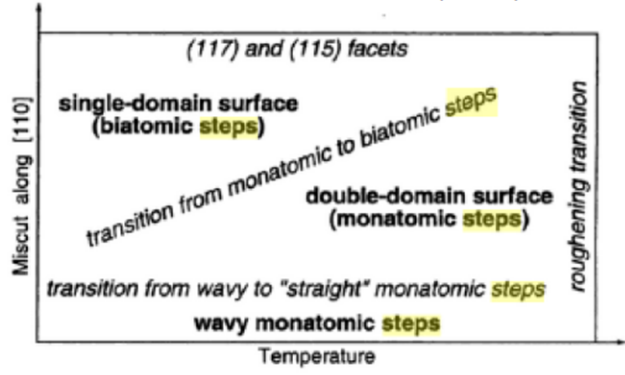 (117) and (115) facets
single-domain surface
(biatomic steps)
transition from monatomic to biatomic steps
double-domain surface
(monatomic steps)
transition from wavy to "straight" monatomic steps
wavy monatomic steps
roughening transition
Miscut along [110]
Temperature